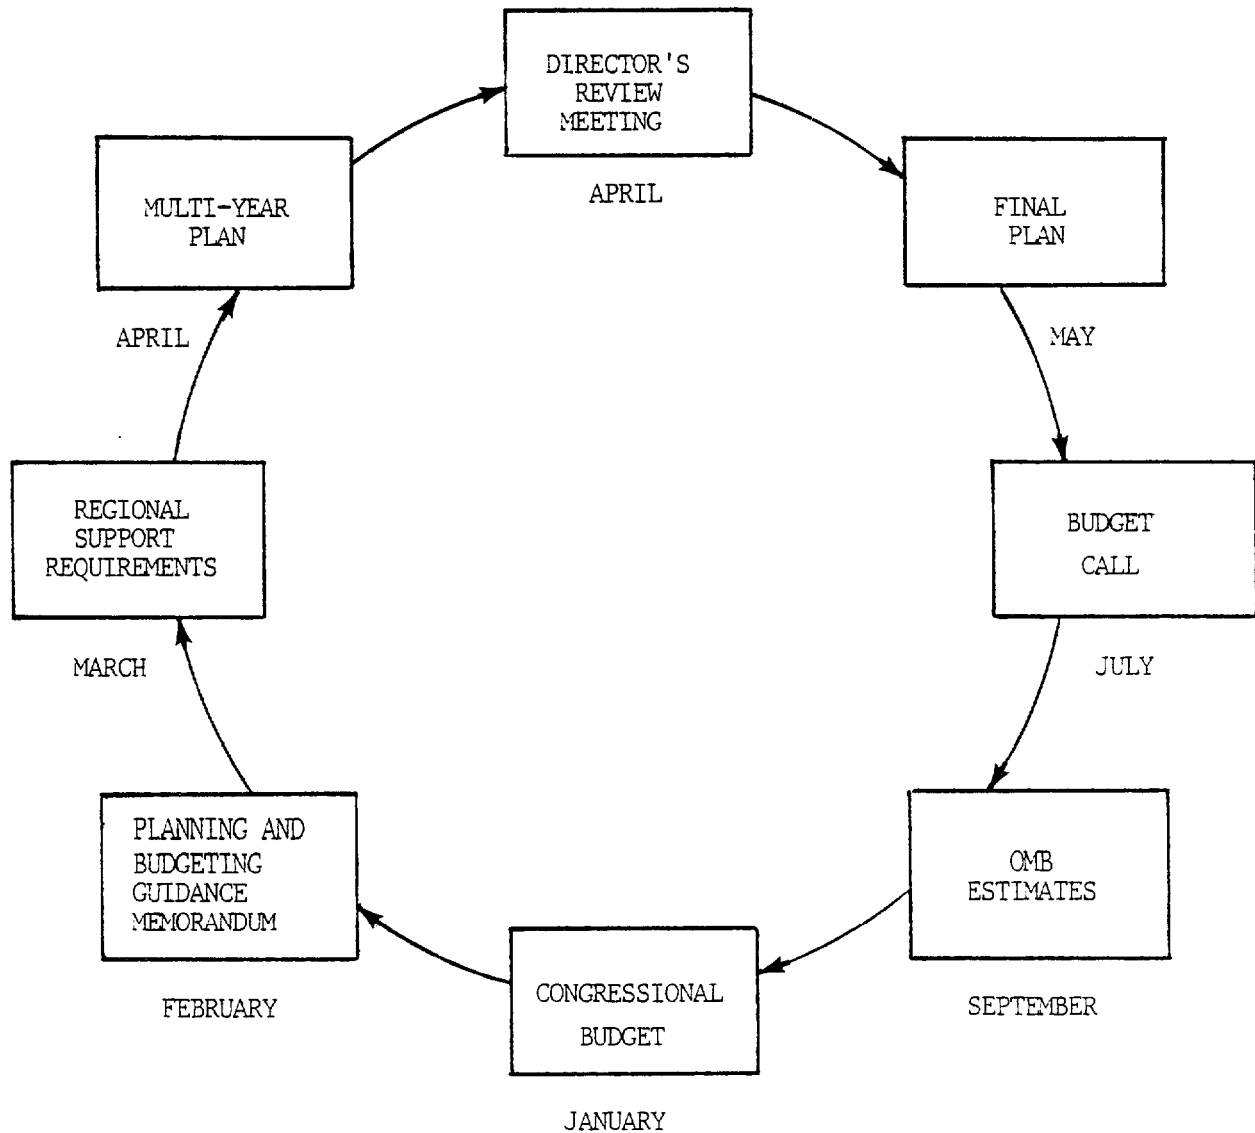 DIRECTOR'S
REVIEW
MEETING
APRIL
FINAL
PLAN
MAY
BUDGET
CALL
JULY
OMB
ESTIMATES
SEPTEMBER
CONGRESSIONAL
BUDGET
JANUARY
PLANNING AND
BUDGETING
GUIDANCE
MEMORANDUM
FEBRUARY
REGIONAL
SUPPORT
REQUIREMENTS
MARCH
MULTI-YEAR
PLAN
APRIL